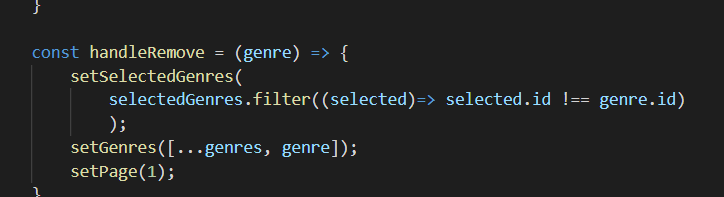 }
const handleRemove = (genre) => {
setSelectedGenres(
selectedGenres.filter((selected)=> selected.id !== genre.id)
);
setGenres([...genres, genre]);
setPage(1);
}